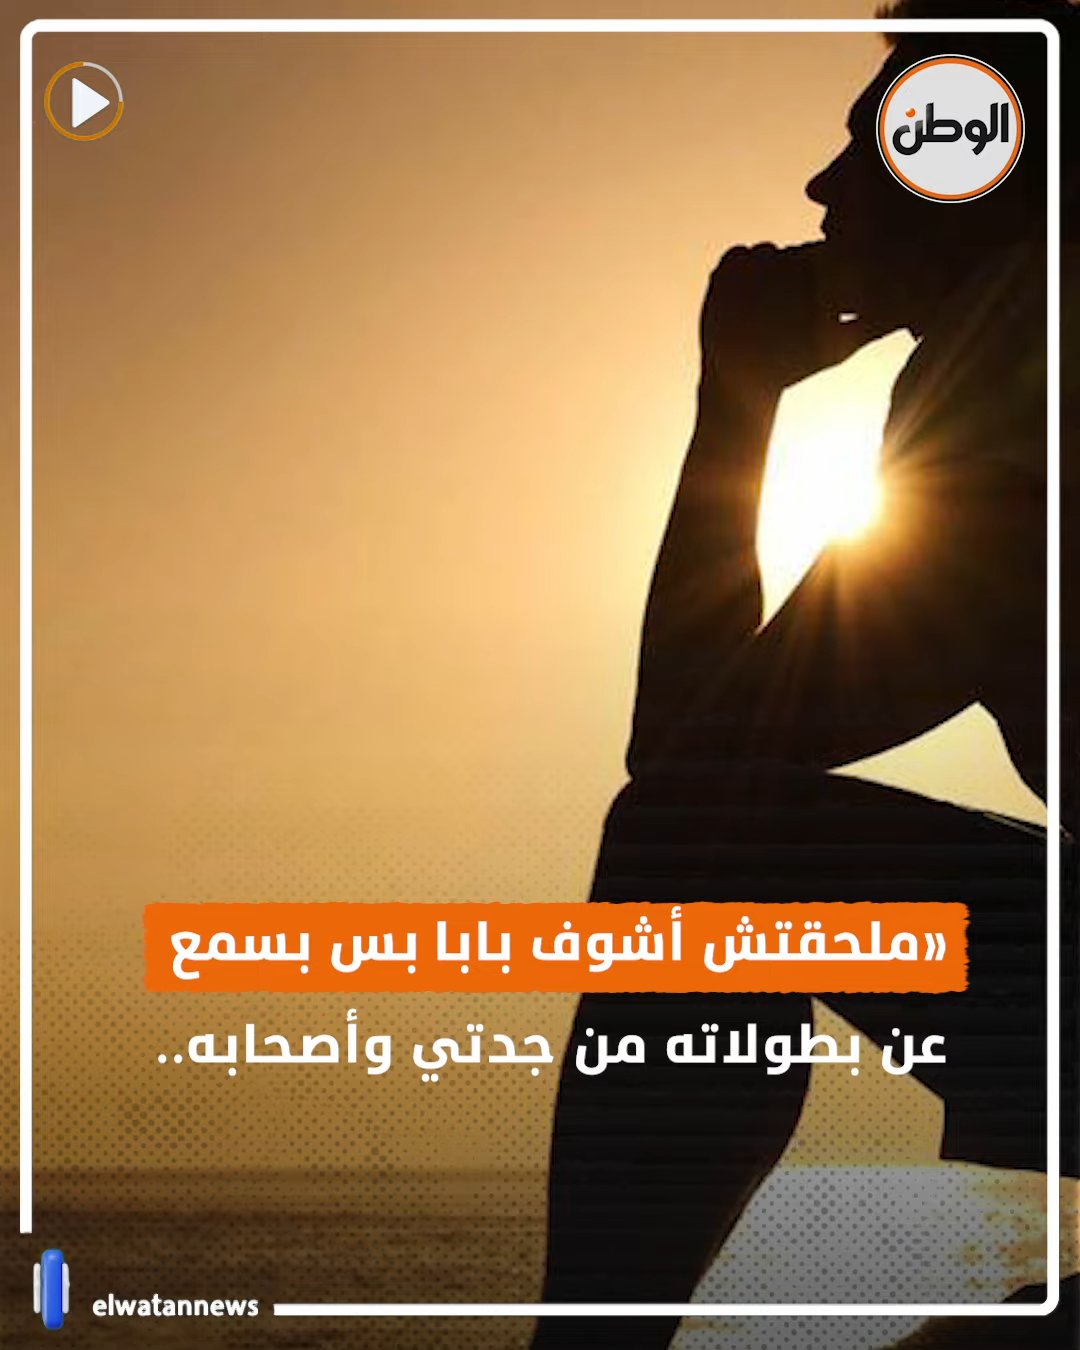 الوطن
«ملحقتش أشوف بابا بس بسمع
عن بطولاته من جدتي وأصحابه..
elwatannews